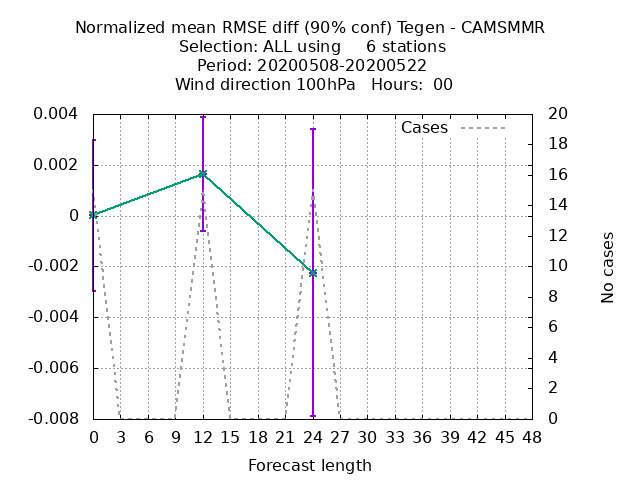 Normalized mean RMSE diff (90% conf) Tegen - CAMSMMR
Selection: ALL using     6 stations
Period: 20200508-20200522
Wind direction 100hPa   Hours:  00
Cases
0.004
0.002
0
-0.002
-0.004
-0.006
-0.008
20
18
16
14
12
10
8
6
4
2
0
No cases
0 3 6 9 12 15 18 21 24 27 30 33 36 39 42 45 48
Forecast length